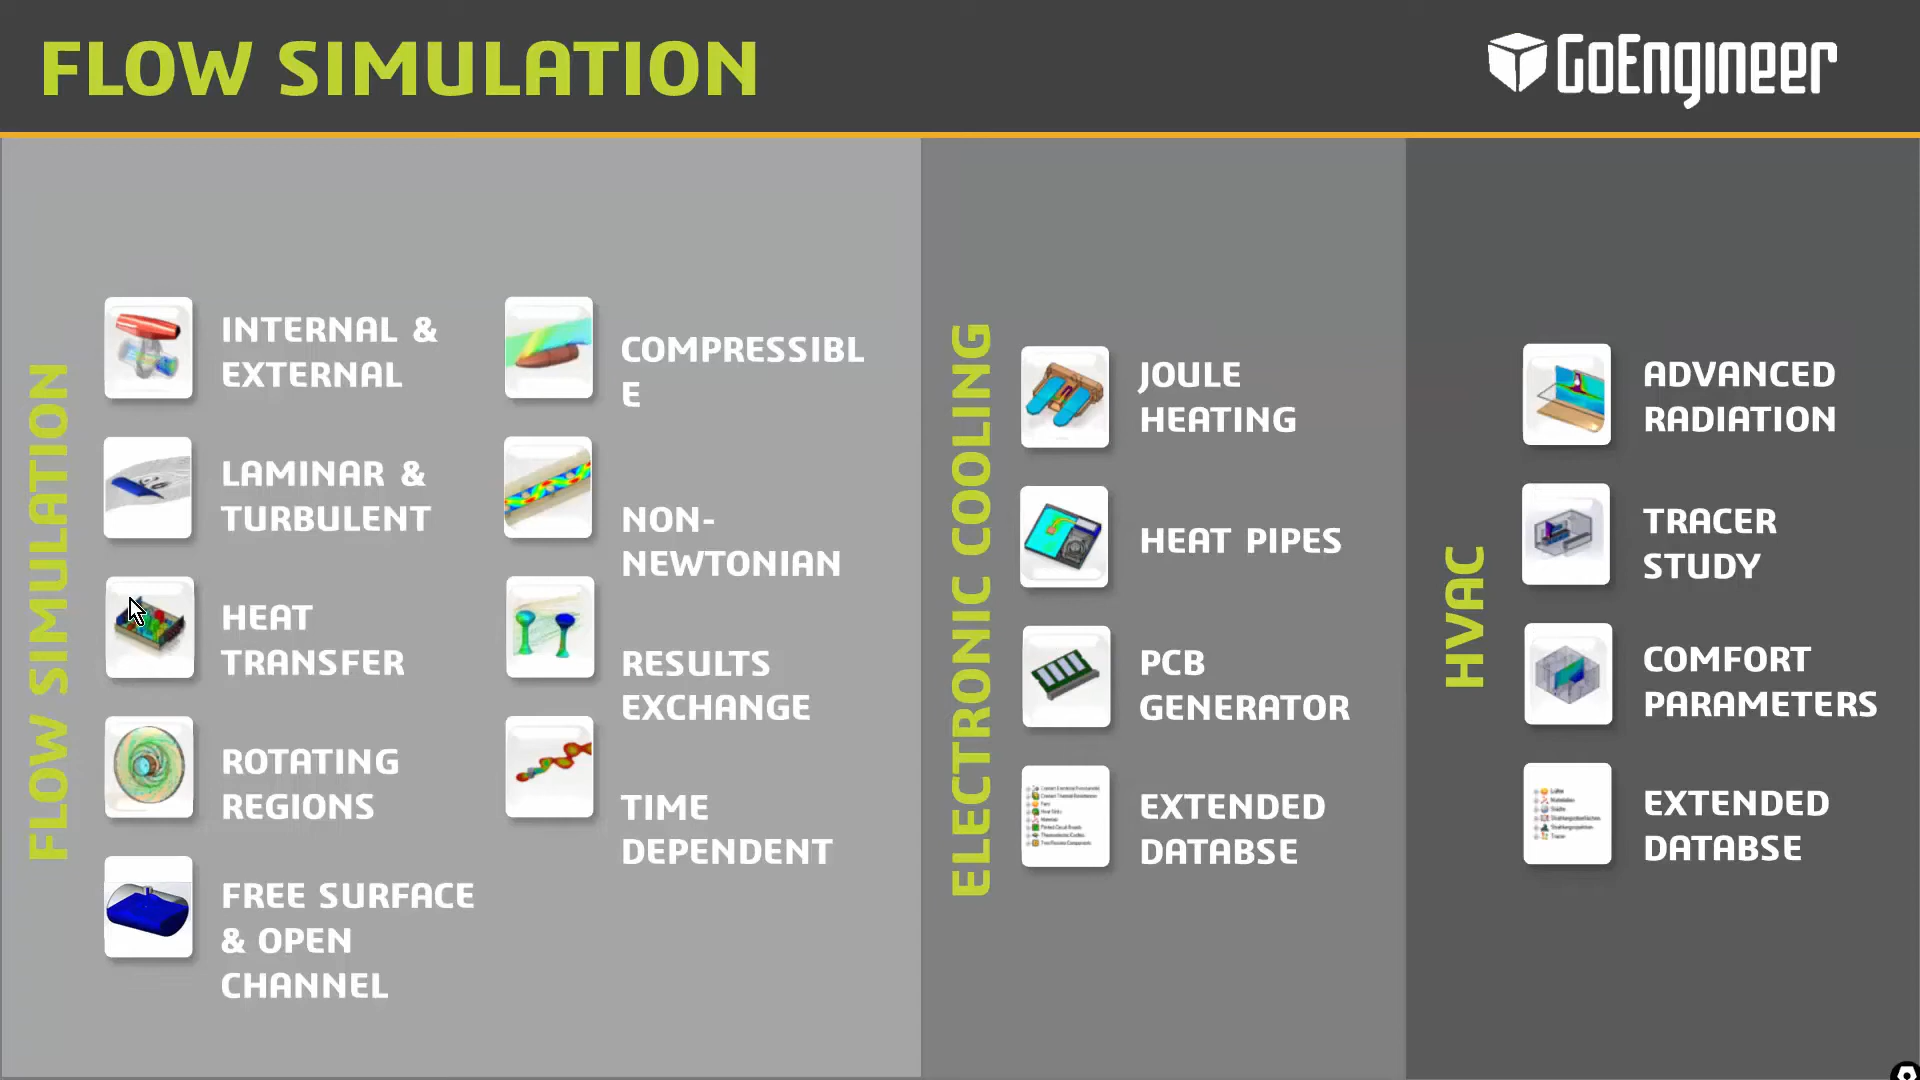 FLOW SIMULATION
GoEngineer
FLOW SIMULATION
INTERNAL &
EXTERNAL
LAMINAR &
TURBULENT
HEAT
TRANSFER
ROTATING
REGIONS
FREE SURFACE
& OPEN
CHANNEL
COMPRESSIBL
E
NON-
NEWTONIAN
RESULTS
EXCHANGE
TIME
DEPENDENT
ELECTRONIC COOLING
JOULE
HEATING
HEAT PIPES
PCB
GENERATOR
EXTENDED
DATABSE
HVAC
ADVANCED
RADIATION
TRACER
STUDY
COMFORT
PARAMETERS
EXTENDED
DATABSE